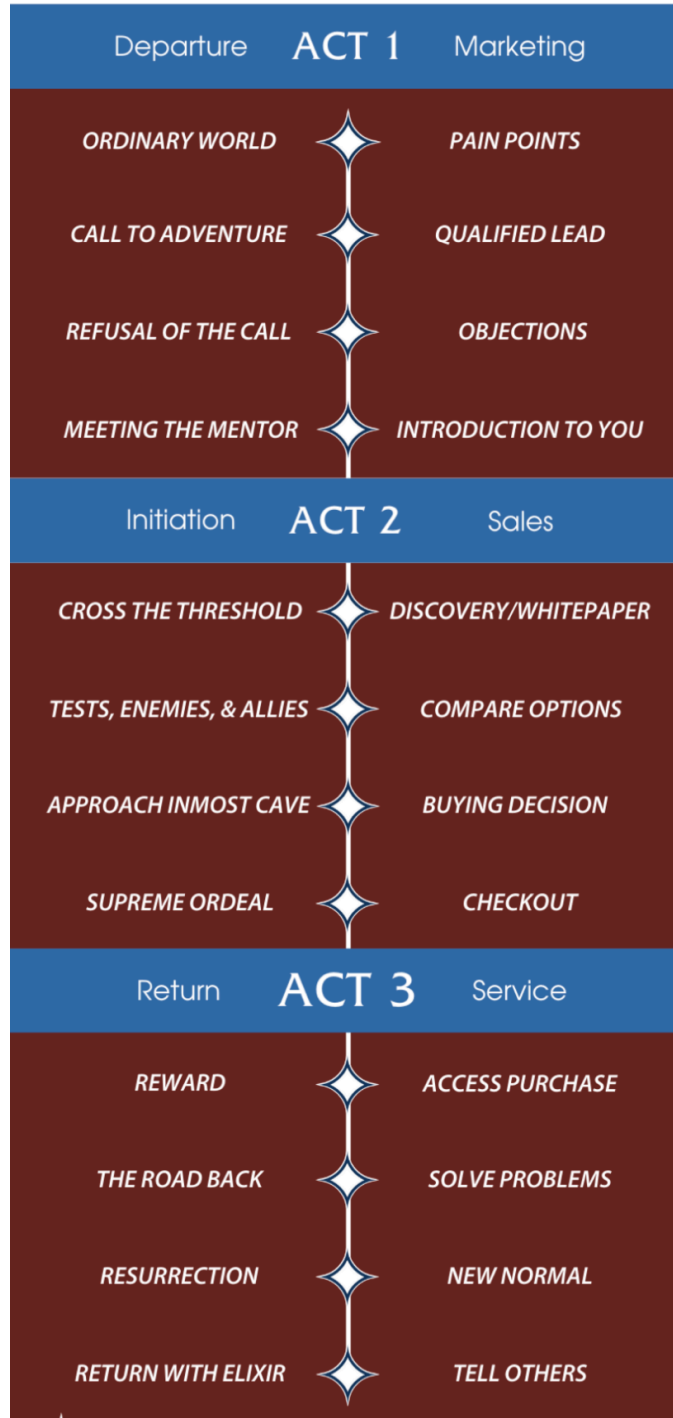 Departure ACT 1 Marketing
ORDINARY WORLD PAIN POINTS
CALL TO ADVENTURE QUALIFIED LEAD
REFUSAL OF THE CALL OBJECTIONS
MEETING THE MENTOR INTRODUCTION TO YOU
Initiation ACT 2 Sales
CROSS THE THRESHOLD DISCOVERY/WHITEPAPER
TESTS, ENEMIES, & ALLIES COMPARE OPTIONS
APPROACH INMOST CAVE BUYING DECISION
SUPREME ORDEAL CHECKOUT
Return ACT 3 Service
REWARD ACCESS PURCHASE
THE ROAD BACK SOLVE PROBLEMS
RESURRECTION NEW NORMAL
RETURN WITH ELIXIR TELL OTHERS